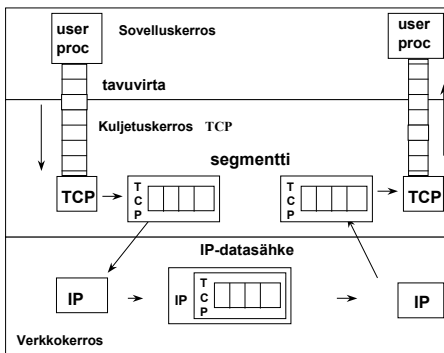 user
proc
Sovelluskerros
user
proc
tavuvirta
Kuljetuskerros TCP
segmentti
TCP
T
C
P
T
C
P
TCP
IP-datasähke
IP
IP
T
C
P
IP
Verkkokerros